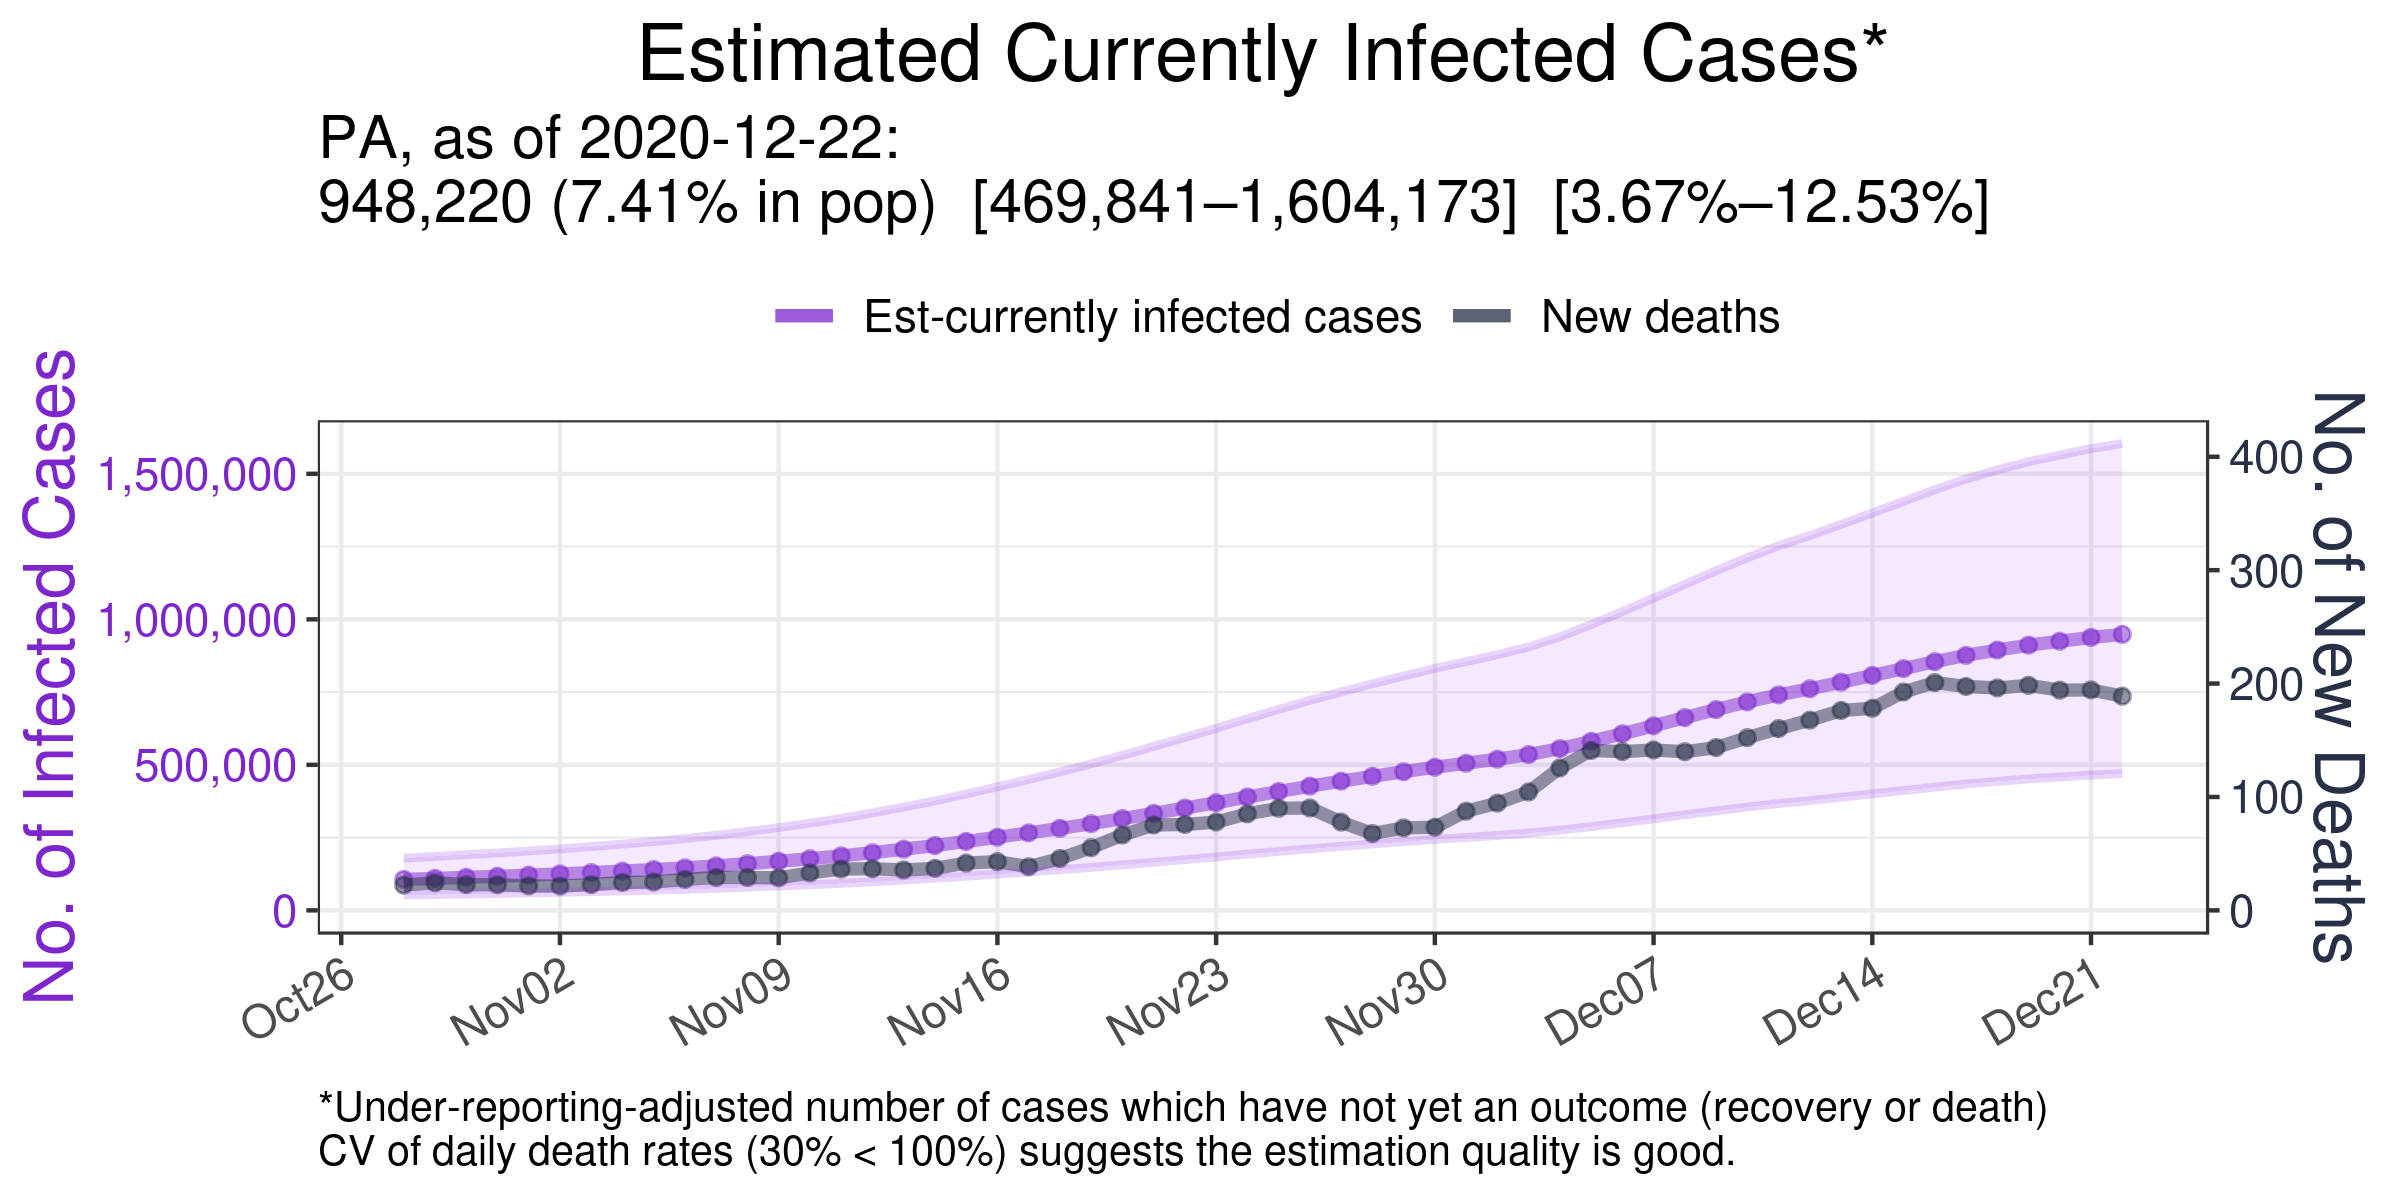 Estimated Currently Infected Cases*
PA, as of 2020-12-22:
948,220 (7.41% in pop)  [469,841–1,604,173]  [3.67%–12.53%]
Est-currently infected cases
New deaths
No. of Infected Cases
1,500,000
1,000,000
500,000
0
400
300
200
100
0
No. of New Deaths
Oct26
Nov02
Nov09
Nov16
Nov23
Nov30
Dec07
Dec14
Dec21
*Under-reporting-adjusted number of cases which have not yet an outcome (recovery or death)
CV of daily death rates (30% < 100%) suggests the estimation quality is good.